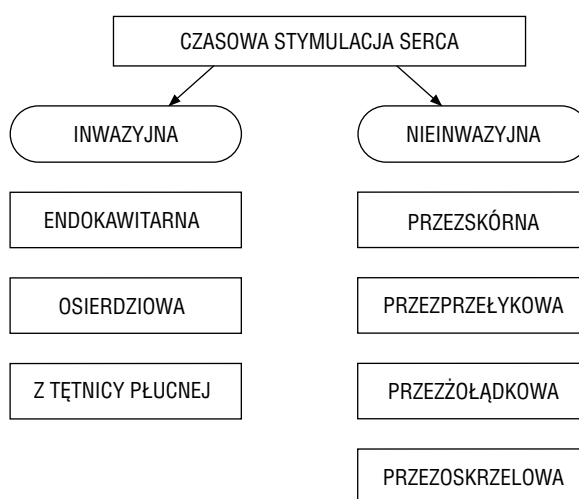 CZASOWA STYMULACJA SERCA
INWAZYJNA
NIEINWAZYJNA
ENDOKAWITARNA
PRZEZSKÓRNA
OSIERDZIOWA
PRZEZPRZEŁYKOWA
Z TĘTNICY PŁUCNEJ
PRZEZŻOŁĄDKOWA
PRZEZOSKRZELOWA